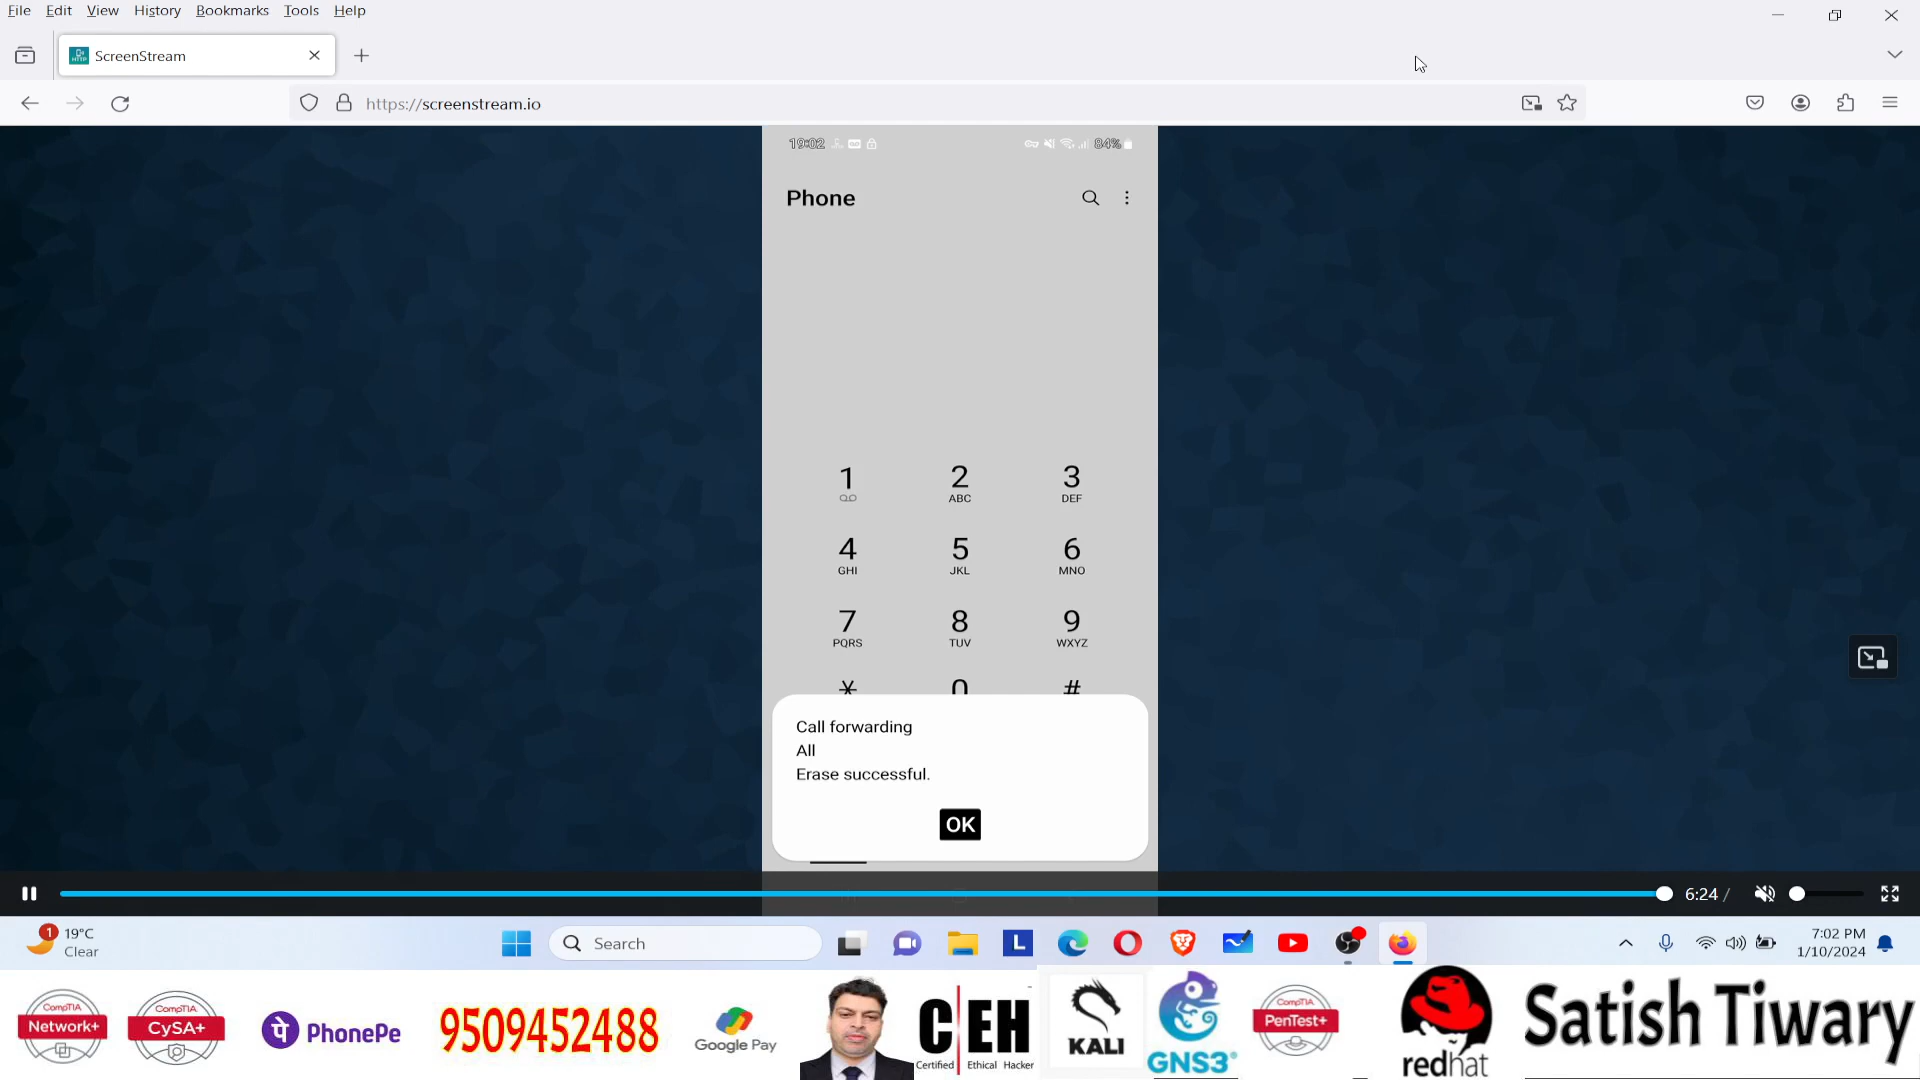 File Edit View History Bookmarks Tools Help
ScreenStream
https://screenstream.io
19:02 84%
Phone
1 2 3
ABC DEF
4 5 6
GHI JKL MNO
7 8 9
PQRS TUV WXYZ
* 0 #
Call forwarding
All
Erase successful.
OK
6:24 /
1 19°C
Clear
Search
L
7:02 PM
1/10/2024
CompTIA
Network+
CompTIA
CySA+
पे PhonePe
9509452488
Google Pay
C|EH
Certified Ethical Hacker
KALI
GNS3
CompTIA
PenTest+
redhat
Satish Tiwary